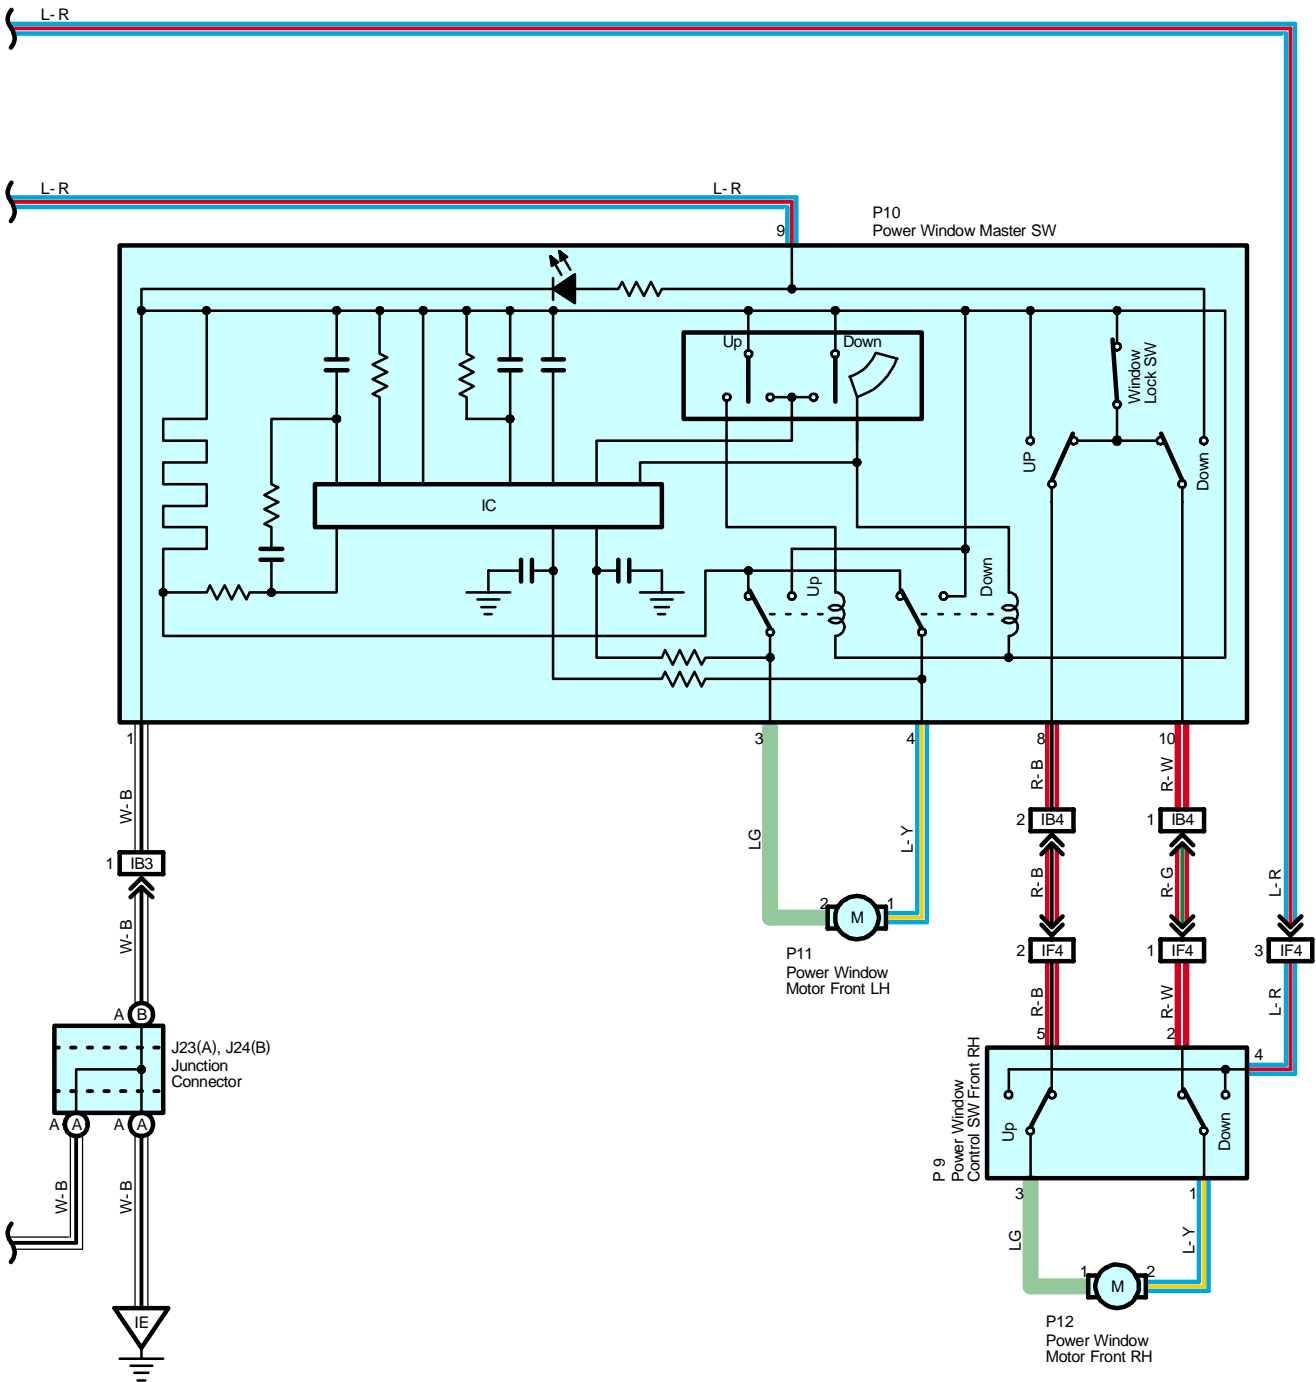 L- R
L- R
L- R
P10
Power Window Master SW
9
Up
Down
Window
Lock SW
UP
Down
IC
Up
Down
1
3
4
8
10
W- B
LG
L- Y
R- B
R- W
2 IB4
1 IB4
1 IB3
R- B
R- G
L- R
W- B
2 M 1
P11
Power Window
Motor Front LH
2 IF4
1 IF4
3 IF4
R- B
R- W
L- R
A B
J23(A), J24(B)
Junction
Connector
A A
A A
5
2
4
P 9
Power Window
Control SW Front RH
Up
Down
3
1
W- B
W- B
LG
L- Y
1 M 2
IE
P12
Power Window
Motor Front RH